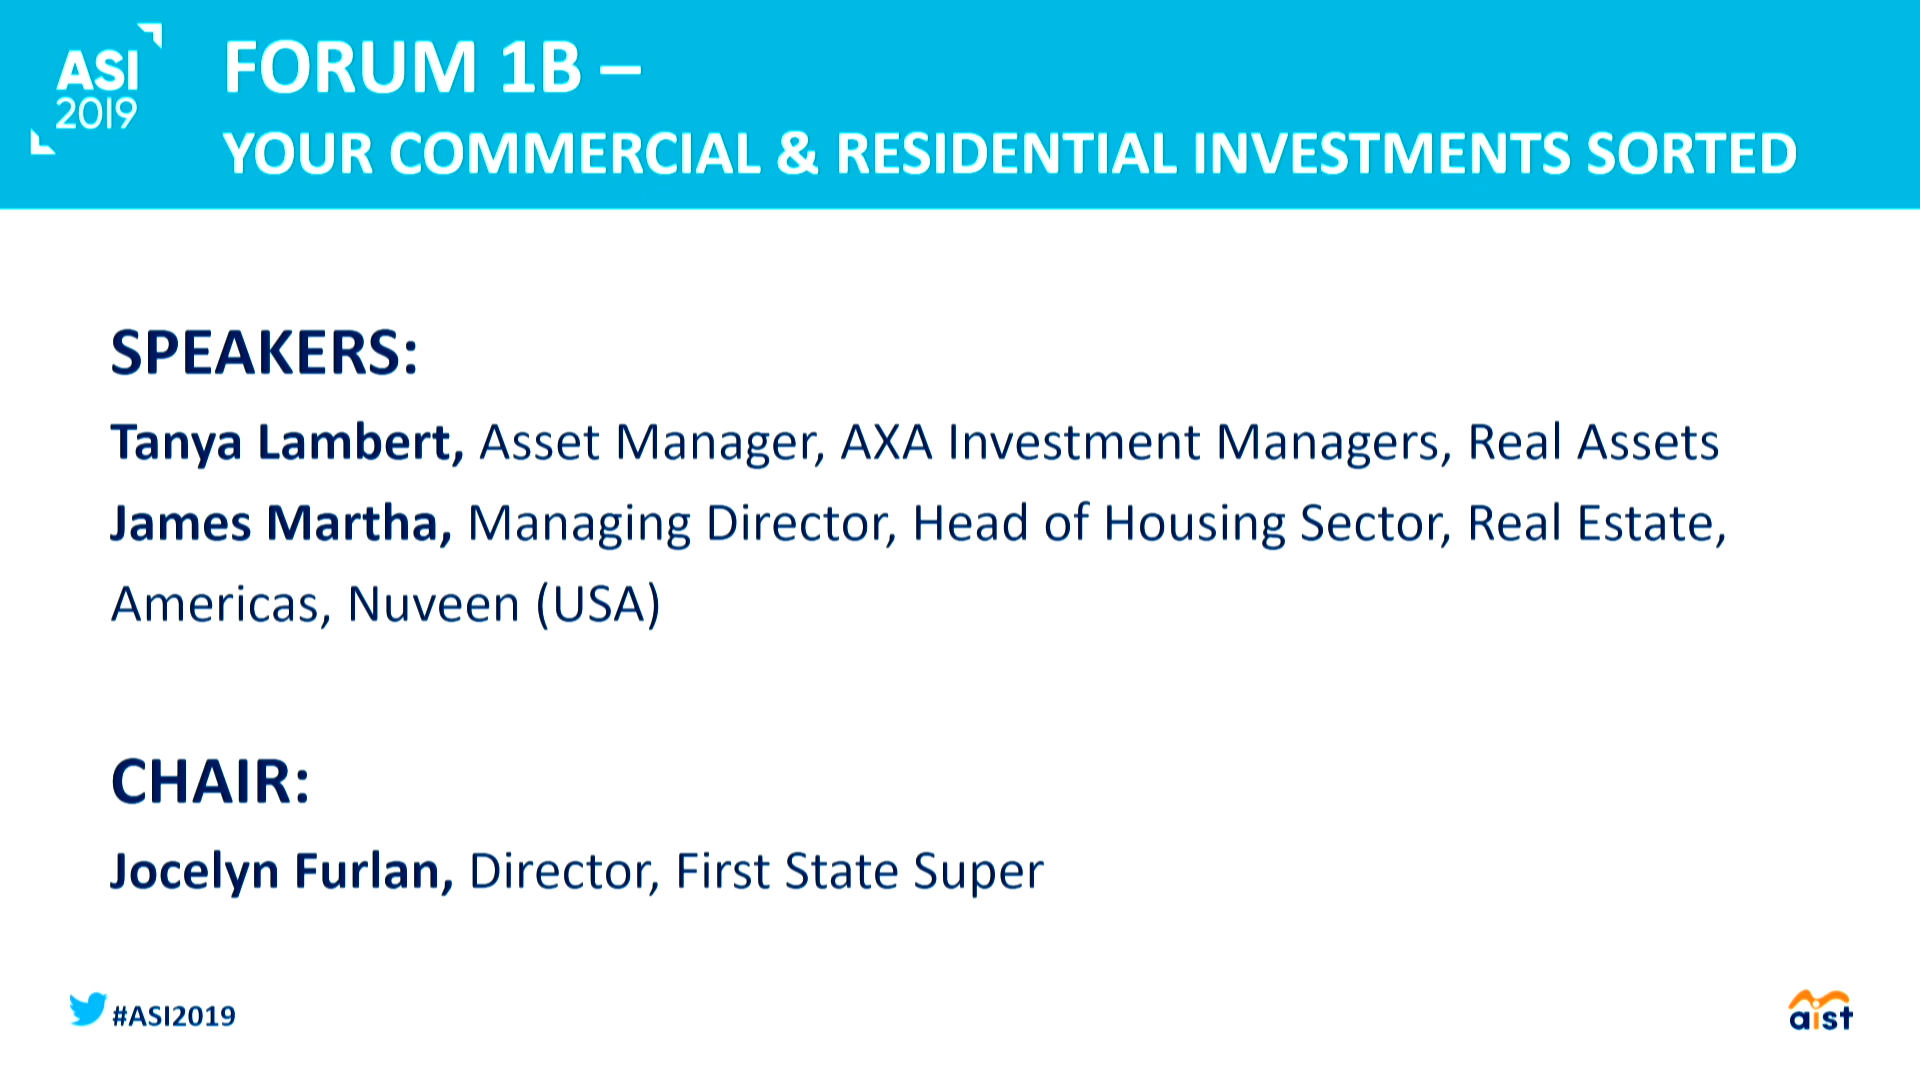 ASI
2019
FORUM 1B –
YOUR COMMERCIAL & RESIDENTIAL INVESTMENTS SORTED
SPEAKERS:
Tanya Lambert, Asset Manager, AXA Investment Managers, Real Assets
James Martha, Managing Director, Head of Housing Sector, Real Estate,
Americas, Nuveen (USA)
CHAIR:
Jocelyn Furlan, Director, First State Super
#ASI2019
aist